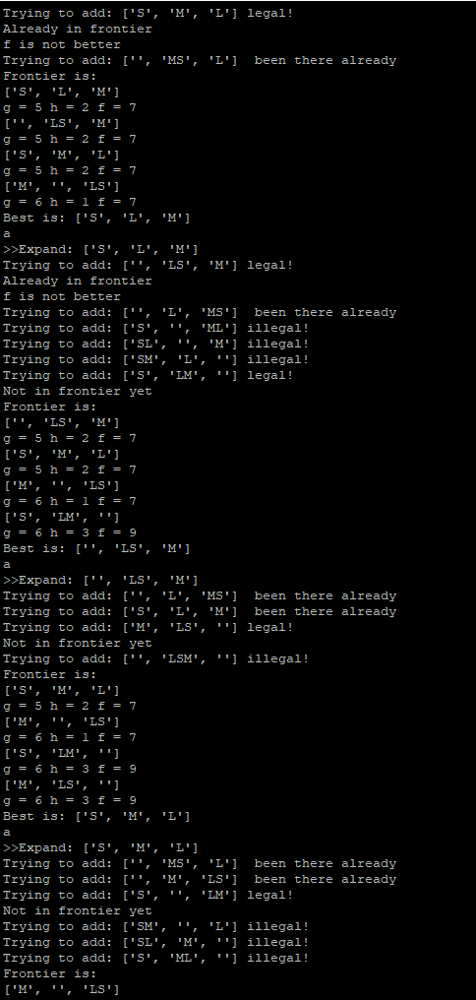 Trying to add: ['S', 'M', 'L'] legal!
Already in frontier
f is not better
Trying to add: ['', 'MS', 'L']  been there already
Frontier is:
['S', 'L', 'M']
g = 5 h = 2 f = 7
['', 'LS', 'M']
g = 5 h = 2 f = 7
['S', 'M', 'L']
g = 5 h = 2 f = 7
['M', '', 'LS']
g = 6 h = 1 f = 7
Best is: ['S', 'L', 'M']
a
>>Expand: ['S', 'L', 'M']
Trying to add: ['', 'LS', 'M'] legal!
Already in frontier
f is not better
Trying to add: ['', 'L', 'MS']  been there already
Trying to add: ['S', '', 'ML'] illegal!
Trying to add: ['SL', '', 'M'] illegal!
Trying to add: ['SM', 'L', ''] illegal!
Trying to add: ['S', 'LM', ''] legal!
Not in frontier yet
Frontier is:
['', 'LS', 'M']
g = 5 h = 2 f = 7
['S', 'M', 'L']
g = 5 h = 2 f = 7
['M', '', 'LS']
g = 6 h = 1 f = 7
['S', 'LM', '']
g = 6 h = 3 f = 9
Best is: ['', 'LS', 'M']
a
>>Expand: ['', 'LS', 'M']
Trying to add: ['', 'L', 'MS']  been there already
Trying to add: ['S', 'L', 'M']  been there already
Trying to add: ['M', 'LS', ''] legal!
Not in frontier yet
Trying to add: ['', 'LSM', ''] illegal!
Frontier is:
['S', 'M', 'L']
g = 5 h = 2 f = 7
['M', '', 'LS']
g = 6 h = 1 f = 7
['S', 'LM', '']
g = 6 h = 3 f = 9
['M', 'LS', '']
g = 6 h = 3 f = 9
Best is: ['S', 'M', 'L']
a
>>Expand: ['S', 'M', 'L']
Trying to add: ['', 'MS', 'L']  been there already
Trying to add: ['', 'M', 'LS']  been there already
Trying to add: ['S', '', 'LM'] legal!
Not in frontier yet
Trying to add: ['SM', '', 'L'] illegal!
Trying to add: ['SL', 'M', ''] illegal!
Trying to add: ['S', 'ML', ''] illegal!
Frontier is:
['M', '', 'LS']